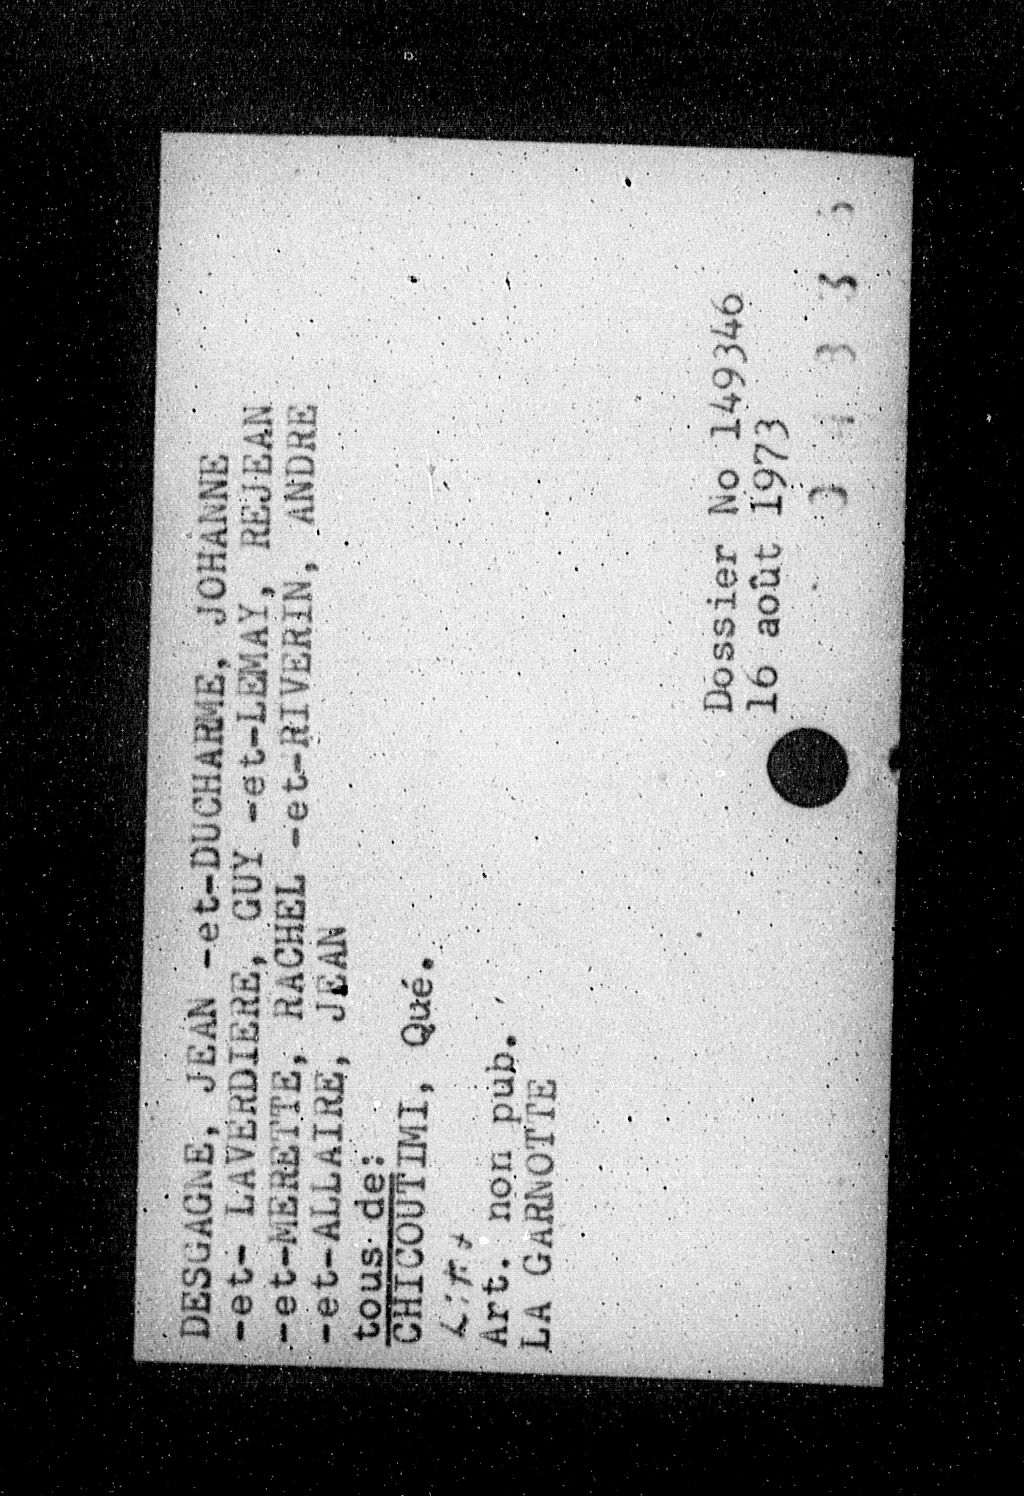 DESGAGNE, JEAN -et-DUCHARME, JOHANNE
-et- LAVERDIERE, GUY -et-LEMAY, REJEAN
-et-MERETTE, RACHEL -et-RIVERIN, ANDRE
-et-ALLAIRE, JEAN
tous de:
CHICOUTIMI, Qué.
Art. non pub.
LA GARNOTTE
Dossier No 149346
16 août 1973